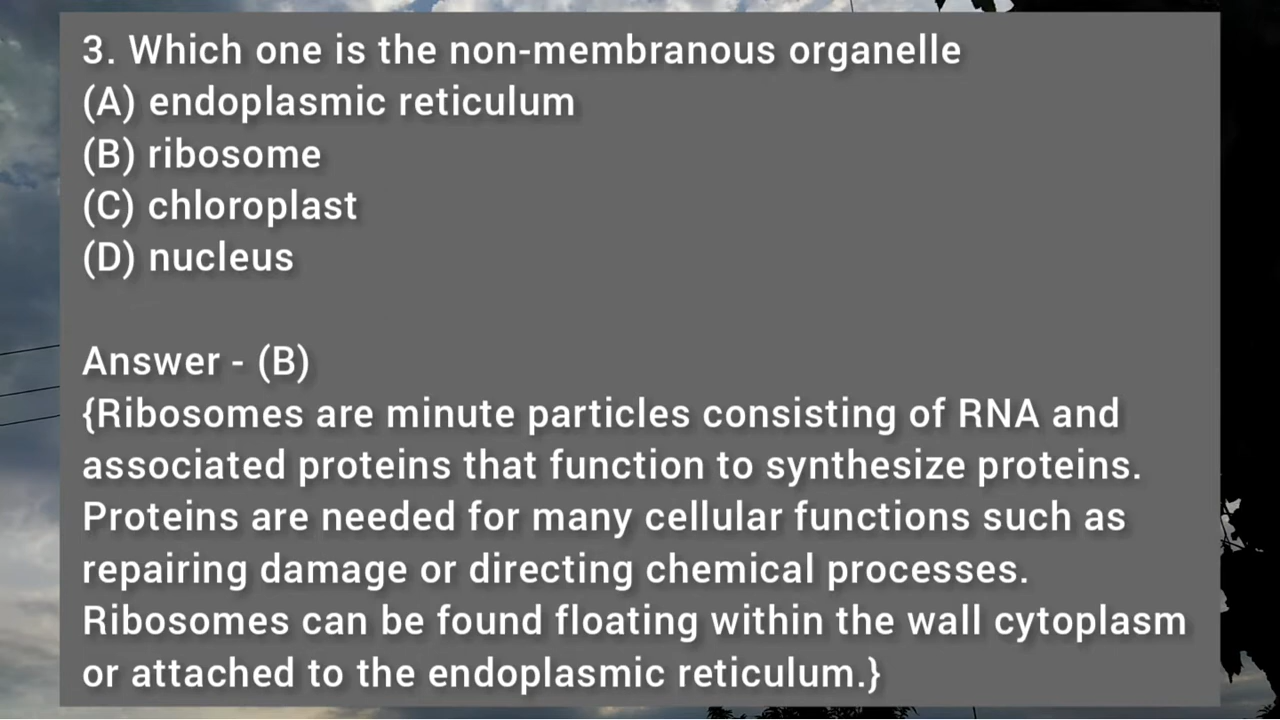 3. Which one is the non-membranous organelle
(A) endoplasmic reticulum
(B) ribosome
(C) chloroplast
(D) nucleus
Answer - (B)
{Ribosomes are minute particles consisting of RNA and
associated proteins that function to synthesize proteins.
Proteins are needed for many cellular functions such as
repairing damage or directing chemical processes.
Ribosomes can be found floating within the wall cytoplasm
or attached to the endoplasmic reticulum.}